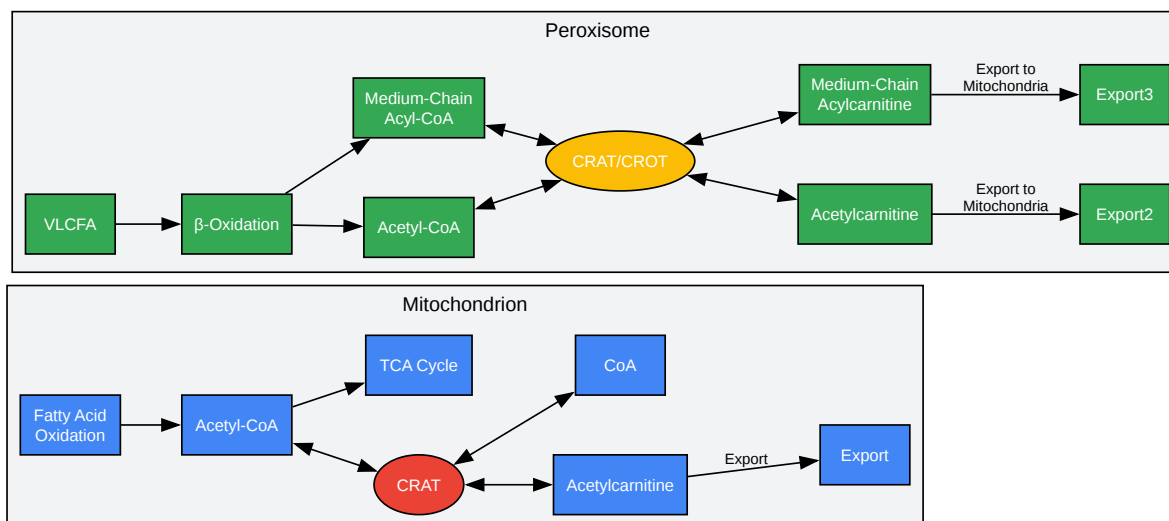 Peroxisome
Medium-Chain
Acyl-CoA
CRAT/CROT
Medium-Chain
Acylcarnitine
Export to
Mitochondria
Export3
VLCFA
β-Oxidation
Acetyl-CoA
Acetylcarnitine
Export to
Mitochondria
Export2
Mitochondrion
TCA Cycle
CoA
Fatty Acid
Oxidation
Acetyl-CoA
CRAT
Acetylcarnitine
Export
Export